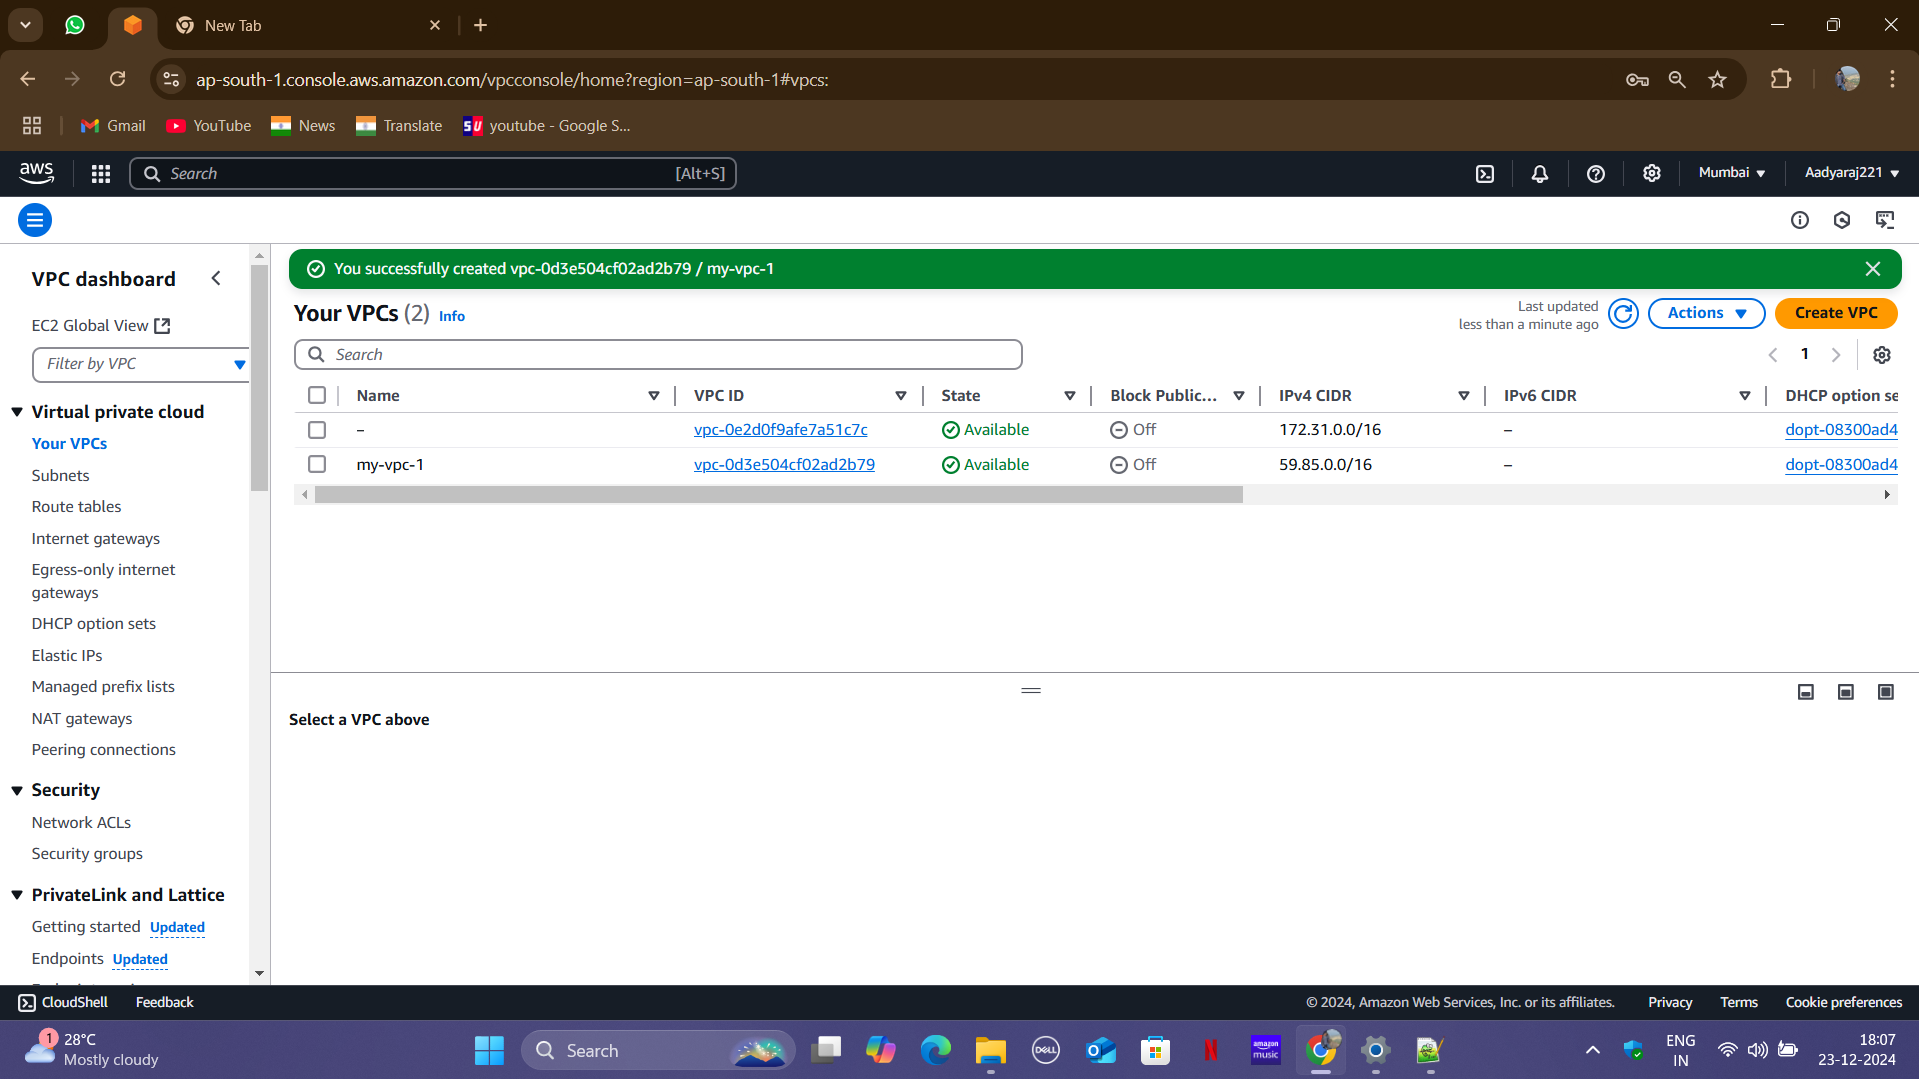 New Tab
ap-south-1.console.aws.amazon.com/vpcconsole/home?region=ap-south-1#vpcs:
Gmail YouTube News Translate SU youtube - Google S...
aws Search [Alt+S] Mumbai Aadyaraj221
VPC dashboard
EC2 Global View
Filter by VPC
Virtual private cloud
Your VPCs
Subnets
Route tables
Internet gateways
Egress-only internet
gateways
DHCP option sets
Elastic IPs
Managed prefix lists
NAT gateways
Peering connections
Security
Network ACLs
Security groups
PrivateLink and Lattice
Getting started Updated
Endpoints Updated
You successfully created vpc-0d3e504cf02ad2b79 / my-vpc-1
Your VPCs (2) Info
Last updated
less than a minute ago
Actions
Create VPC
Search
1
Name VPC ID State Block Public... IPv4 CIDR IPv6 CIDR DHCP option se
– vpc-0e2d0f9afe7a51c7c Available Off 172.31.0.0/16 – dopt-08300ad4
my-vpc-1 vpc-0d3e504cf02ad2b79 Available Off 59.85.0.0/16 – dopt-08300ad4
Select a VPC above
CloudShell Feedback © 2024, Amazon Web Services, Inc. or its affiliates. Privacy Terms Cookie preferences
1
28°C
Mostly cloudy
Search
DELL
amazon
music
N
ENG
IN
18:07
23-12-2024